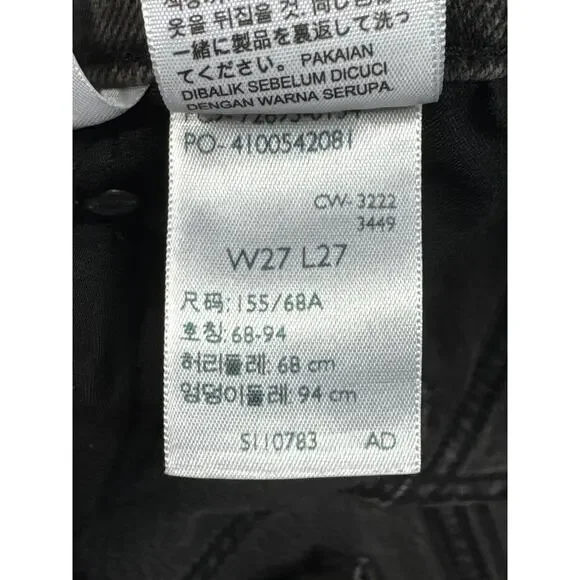 옷을 뒤집을 것. 동일한
一緒に製品を裏返して洗っ
てください。 PAKAIAN
DIBALIK SEBELUM DICUCI
DENGAN WARNA SERUPA.
PO- 4100542081
CW- 3222
3449
W27 L27
尺码: 155/68A
호칭: 68-94
허리둘레: 68 cm
엉덩이둘레: 94 cm
S110783 AD